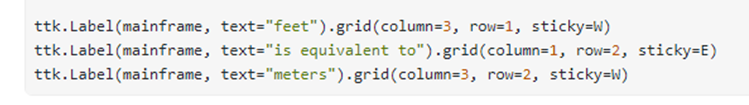 ttk.Label(mainframe, text="feet").grid(column=3, row=1, sticky=W)
ttk.Label(mainframe, text="is equivalent to").grid(column=1, row=2, sticky=E)
ttk.Label(mainframe, text="meters").grid(column=3, row=2, sticky=W)